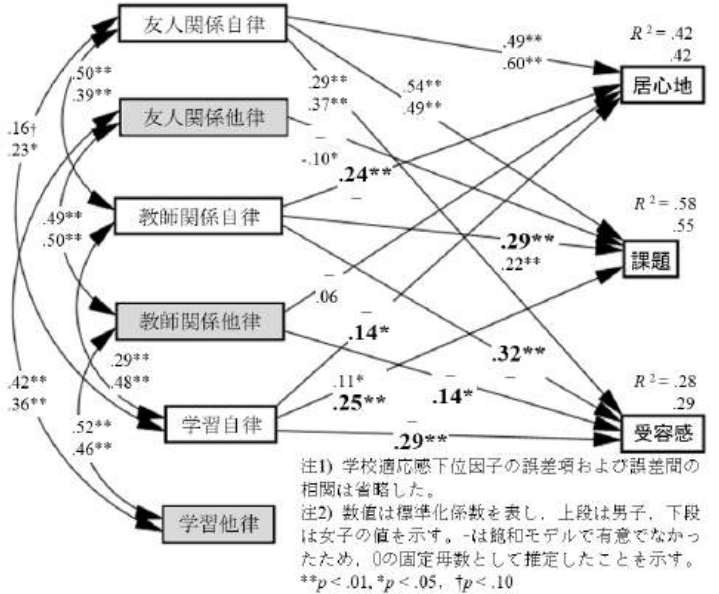 友人関係自律
友人関係他律
教師関係自律
教師関係他律
学習自律
学習他律
.16†
.23*
.50**
.39**
.49**
.50**
.29**
.48**
.42**
.36**
.52**
.46**
.49**
.60**
.54**
.49**
.29**
.37**
–
-.10*
.24**
–
.29**
.22**
–
.06
–
.14*
.32**
–
.11*
.25**
–
.14*
–
.29**
R² = .42
.42
居心地
R² = .58
.55
課題
R² = .28
.29
受容感
注1) 学校適応感下位因子の誤差項および誤差間の
相関は省略した。
注2) 数値は標準化係数を表し，上段は男子，下段
は女子の値を示す。-は飽和モデルで有意でなかっ
たため，0の固定母数として推定したことを示す。
**p < .01, *p < .05，†p < .10